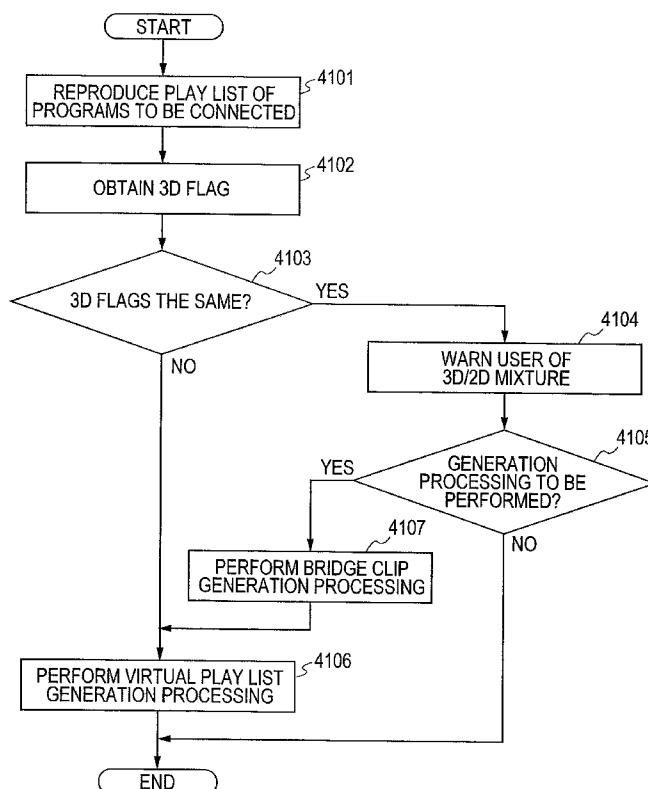 START
4101
REPRODUCE PLAY LIST OF
PROGRAMS TO BE CONNECTED
4102
OBTAIN 3D FLAG
4103
3D FLAGS THE SAME?
YES
NO
4104
WARN USER OF
3D/2D MIXTURE
4105
GENERATION
PROCESSING TO BE
PERFORMED?
YES
NO
4107
PERFORM BRIDGE CLIP
GENERATION PROCESSING
4106
PERFORM VIRTUAL PLAY LIST
GENERATION PROCESSING
END